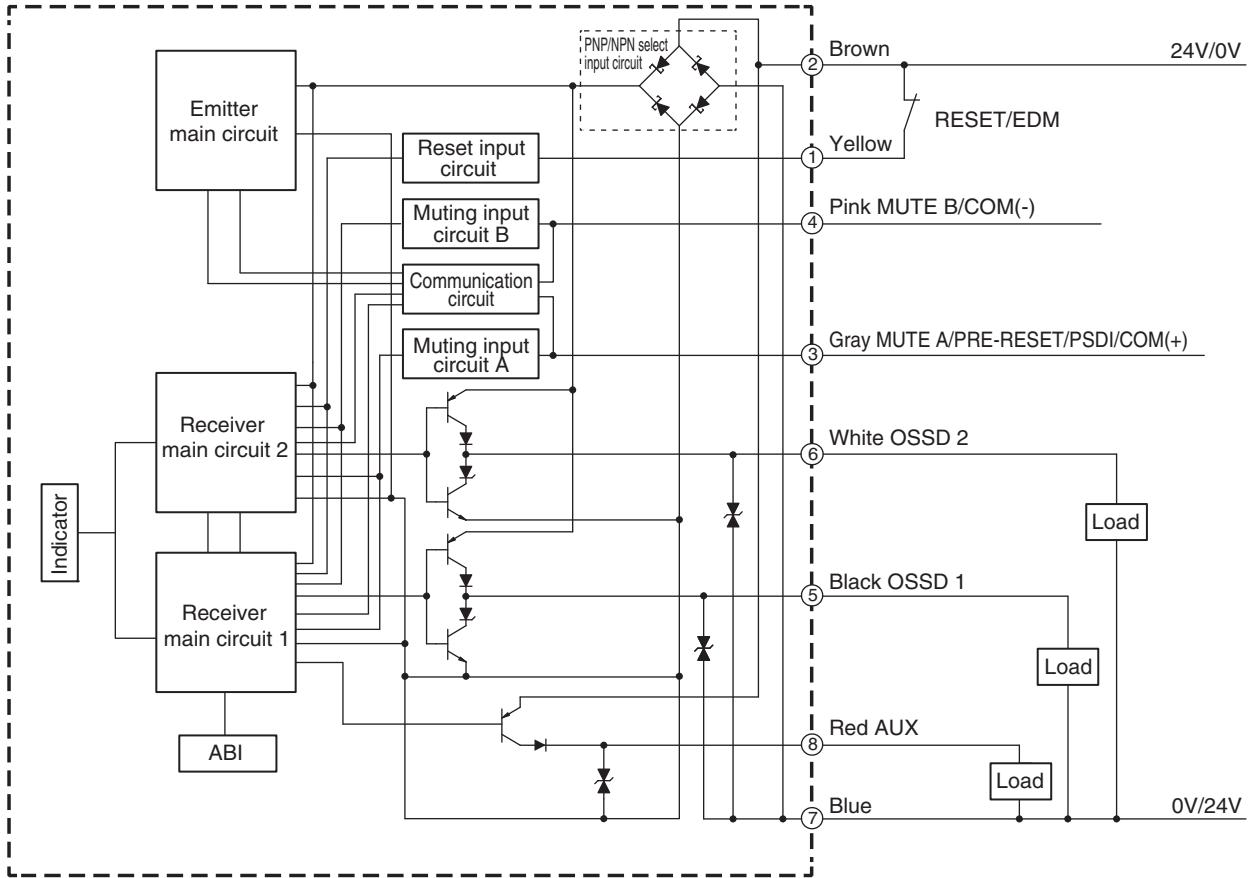 PNP/NPN select
input circuit
Emitter
main circuit
2
Brown
24V/0V
RESET/EDM
Reset input
circuit
1
Yellow
Muting input
circuit B
4
Pink MUTE B/COM(-)
Communication
circuit
Muting input
circuit A
3
Gray MUTE A/PRE-RESET/PSDI/COM(+)
Receiver
main circuit 2
6
White OSSD 2
Load
Indicator
Receiver
main circuit 1
5
Black OSSD 1
Load
ABI
8
Red AUX
Load
7
Blue
0V/24V